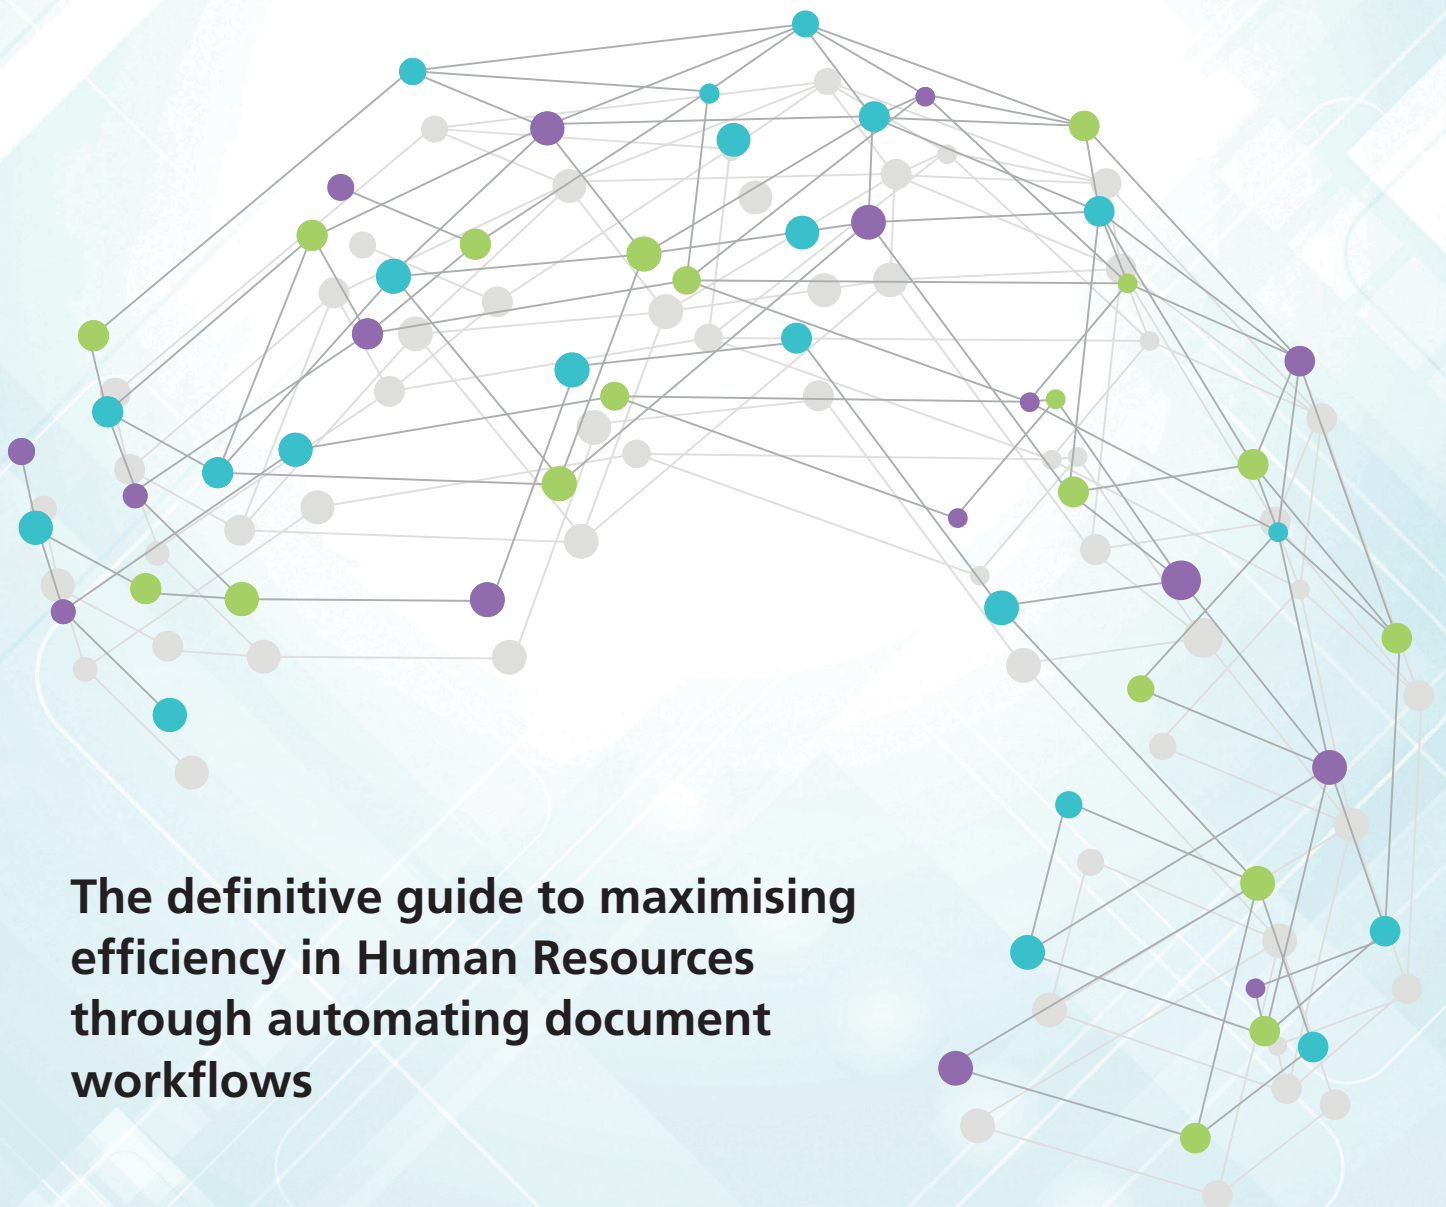 The definitive guide to maximising
efficiency in Human Resources
through automating document
workflows